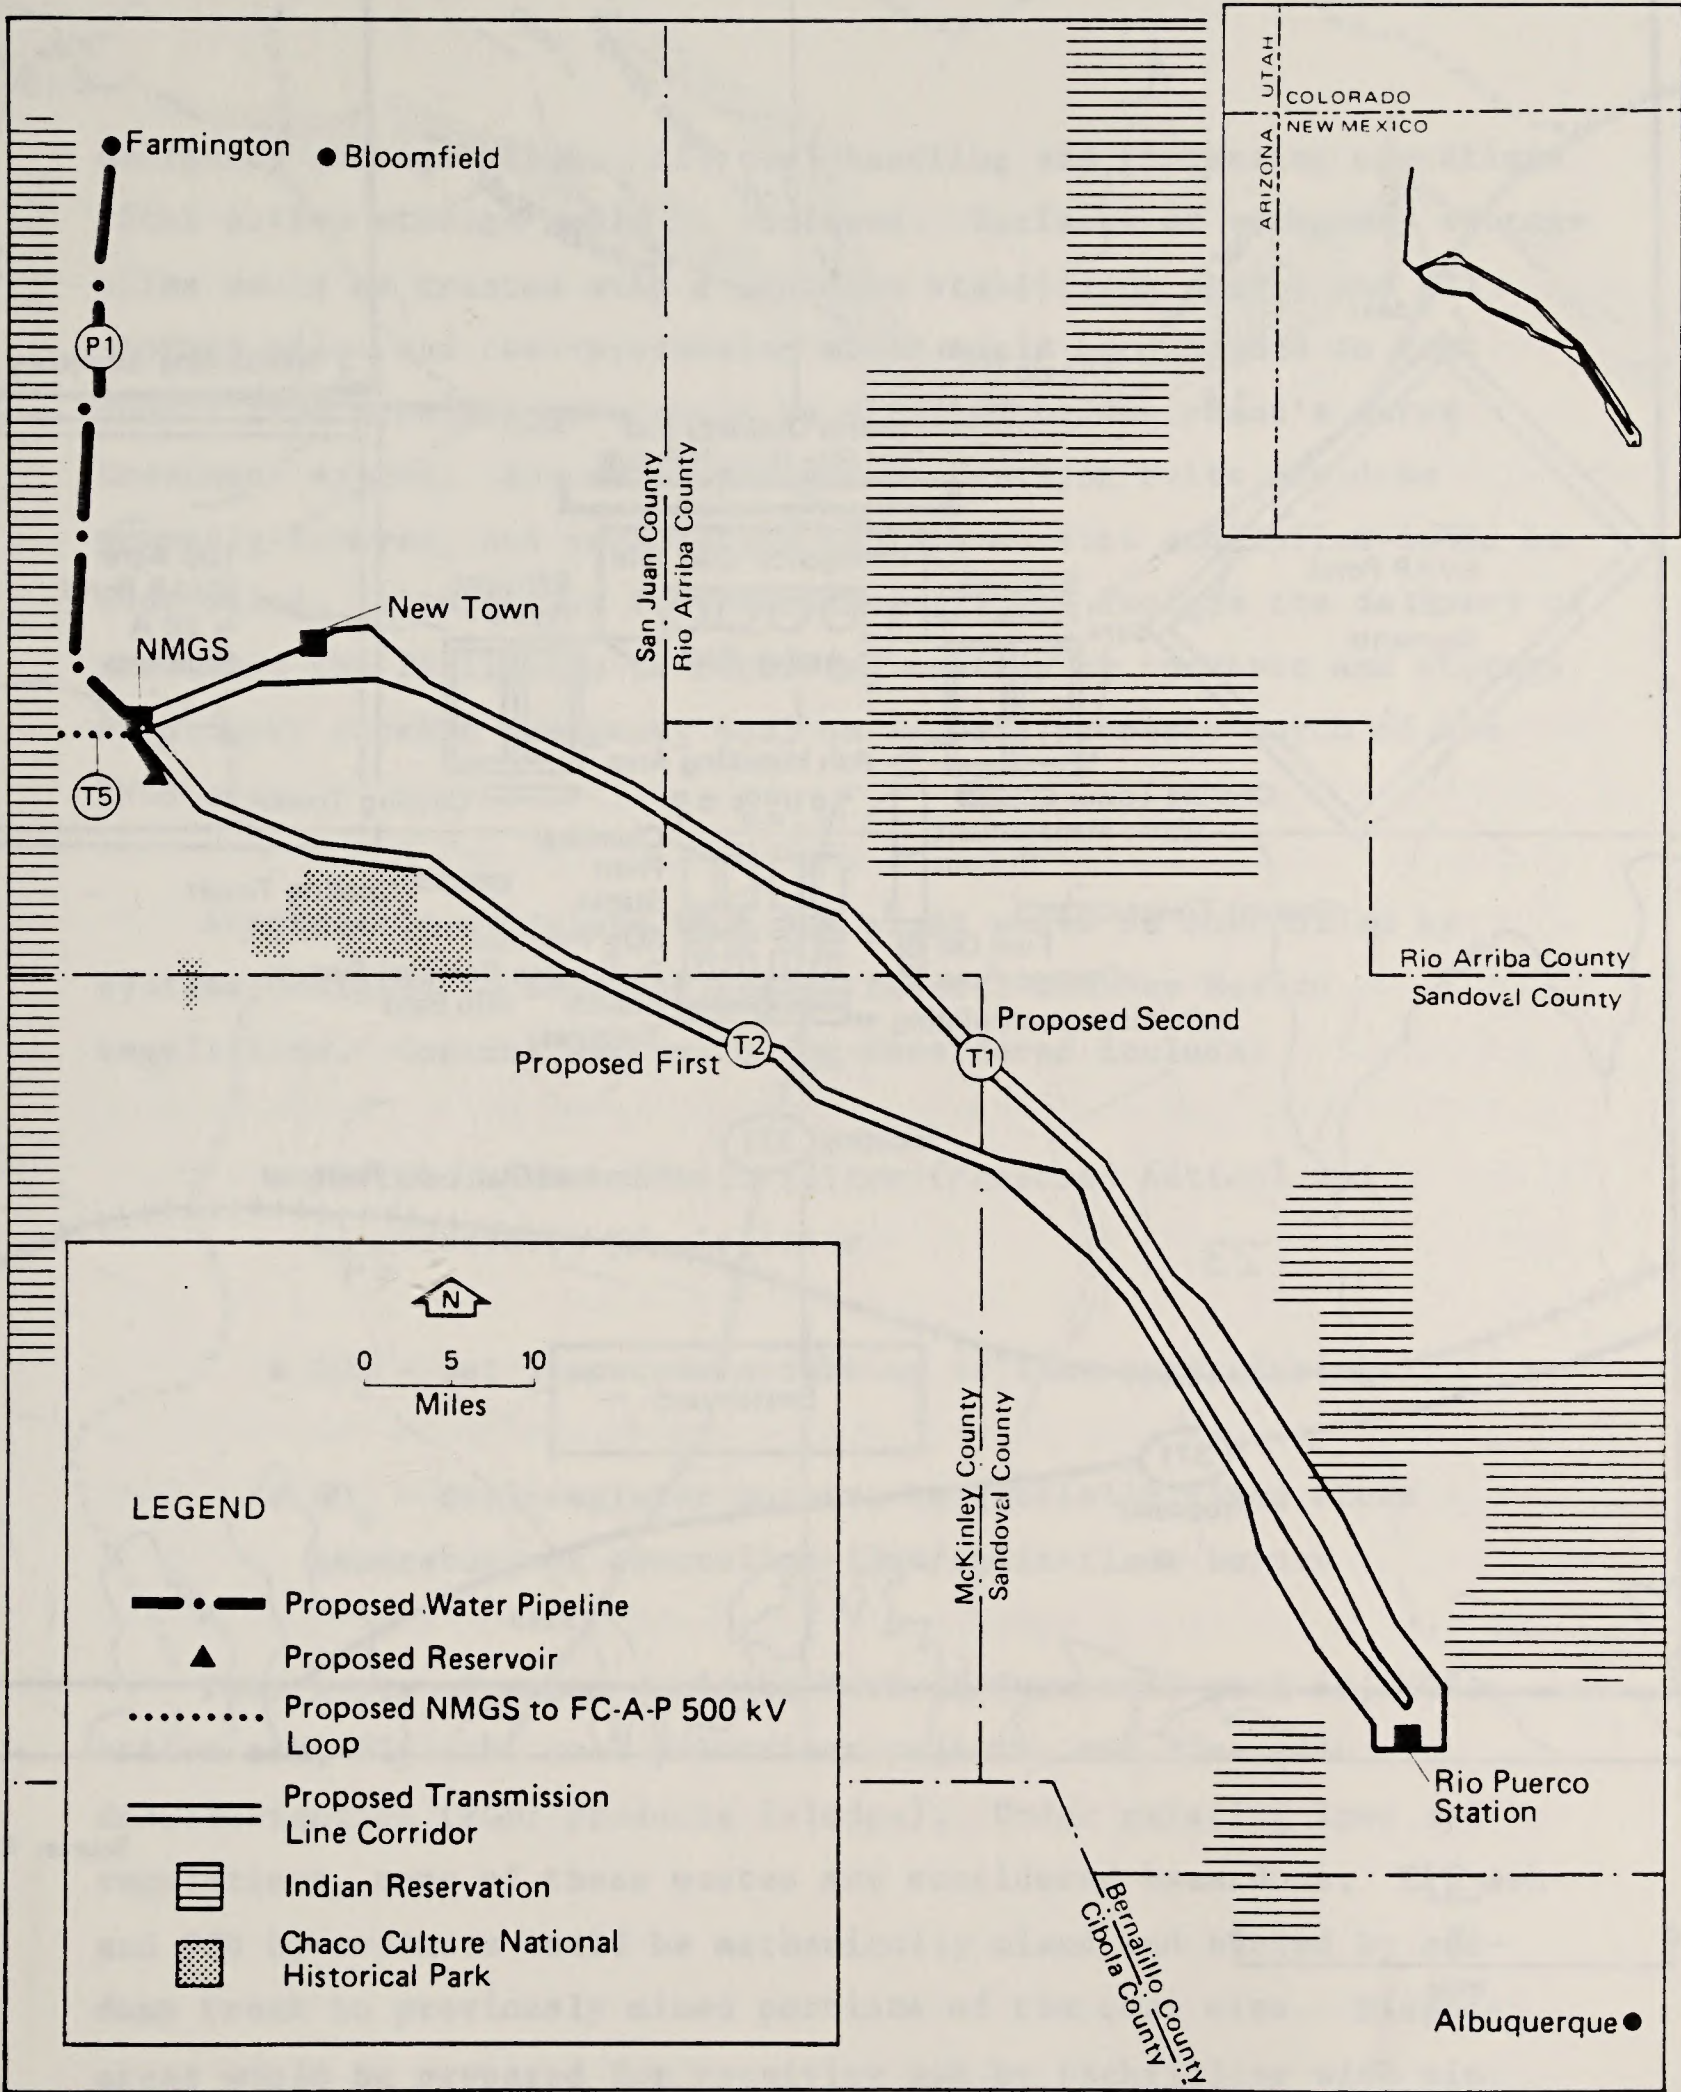 UTAH
COLORADO
ARIZONA
NEW MEXICO
Farmington
Bloomfield
P1
San Juan County
Rio Arriba County
New Town
NMGS
T5
Rio Arriba County
Sandoval County
Proposed Second
T1
Proposed First
T2
N
0 5 10
Miles
McKinley County
Sandoval County
LEGEND
Proposed Water Pipeline
Proposed Reservoir
Proposed NMGS to FC-A-P 500 kV
Loop
Proposed Transmission
Line Corridor
Indian Reservation
Chaco Culture National
Historical Park
Rio Puerco
Station
Bernalillo County
Cibola County
Albuquerque